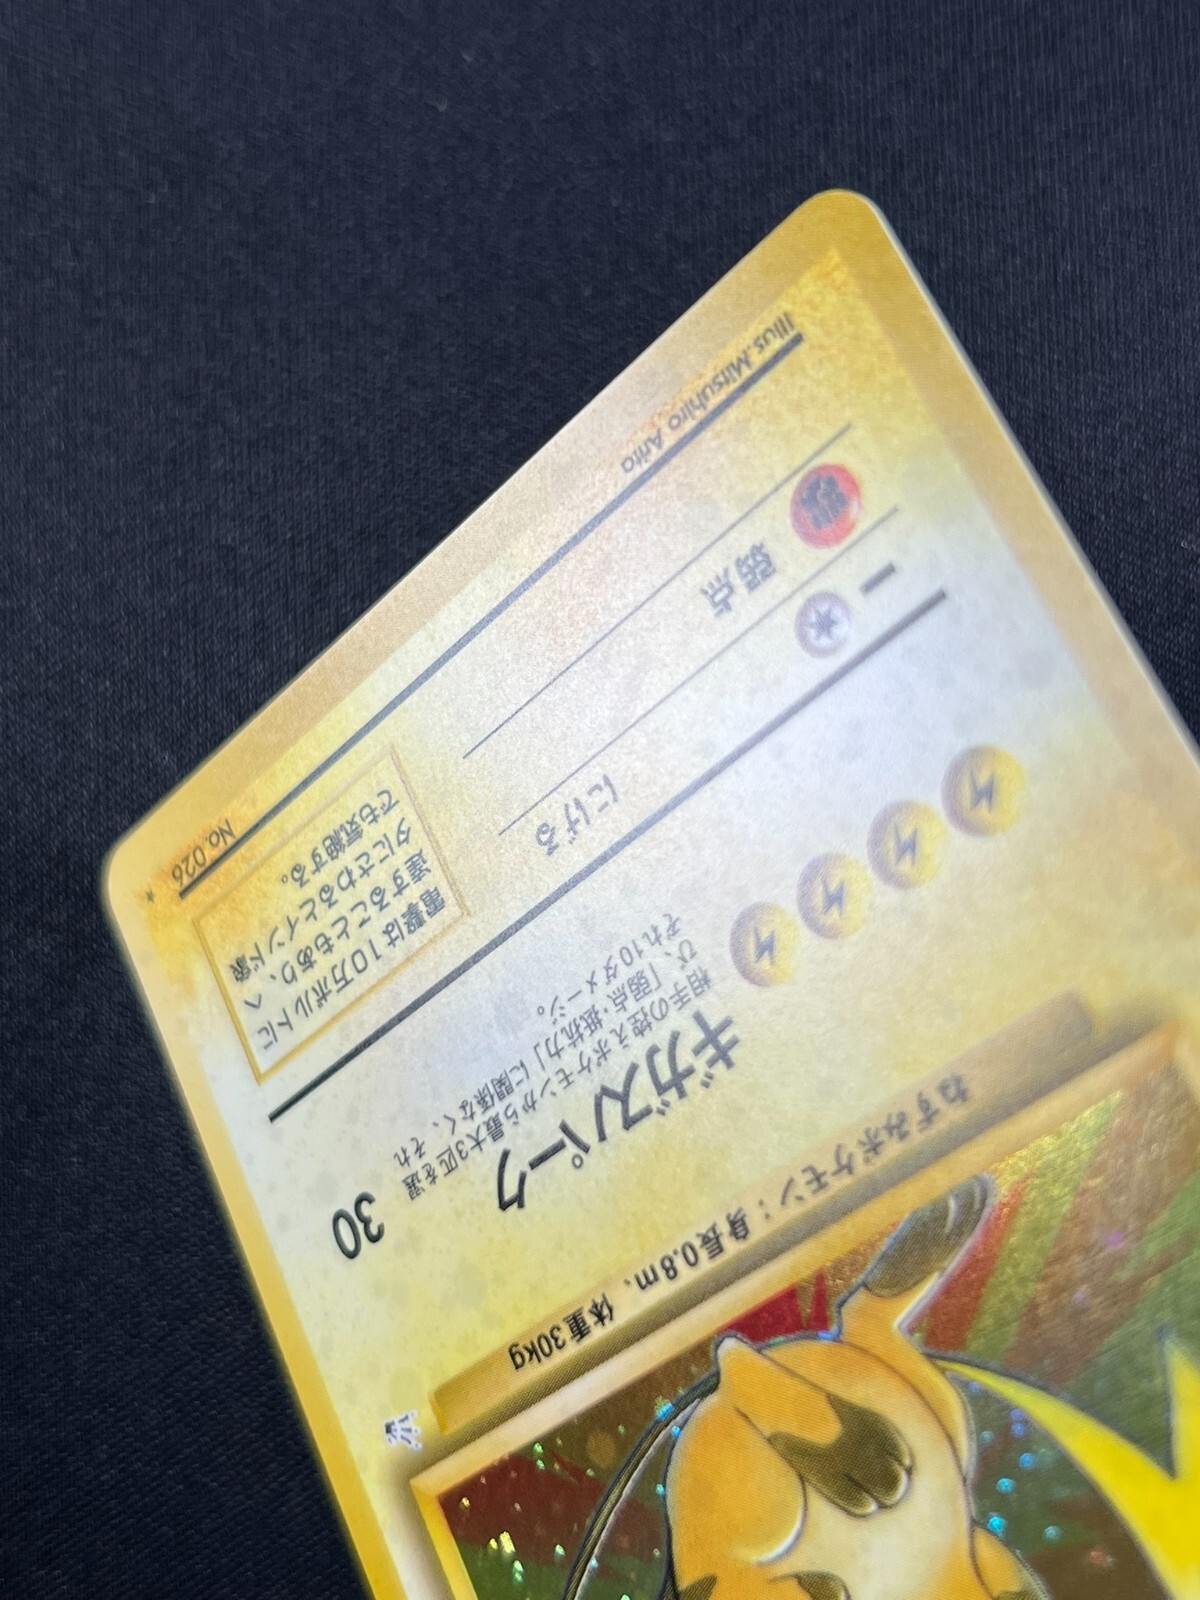 ねずみポケモン:身長0.8m、体重30kg
ギガスパーク
30
相手の控えポケモンから最大3匹を選
び、「弱点・抵抗力」に関係なく、それ
ぞれ10ダメージ。
弱点
にげる
電撃は10万ボルトに
達することもあり、へ
タにさわるとインド象
でも気絶する。
Illus. Mitsuhiro Arita
No.026